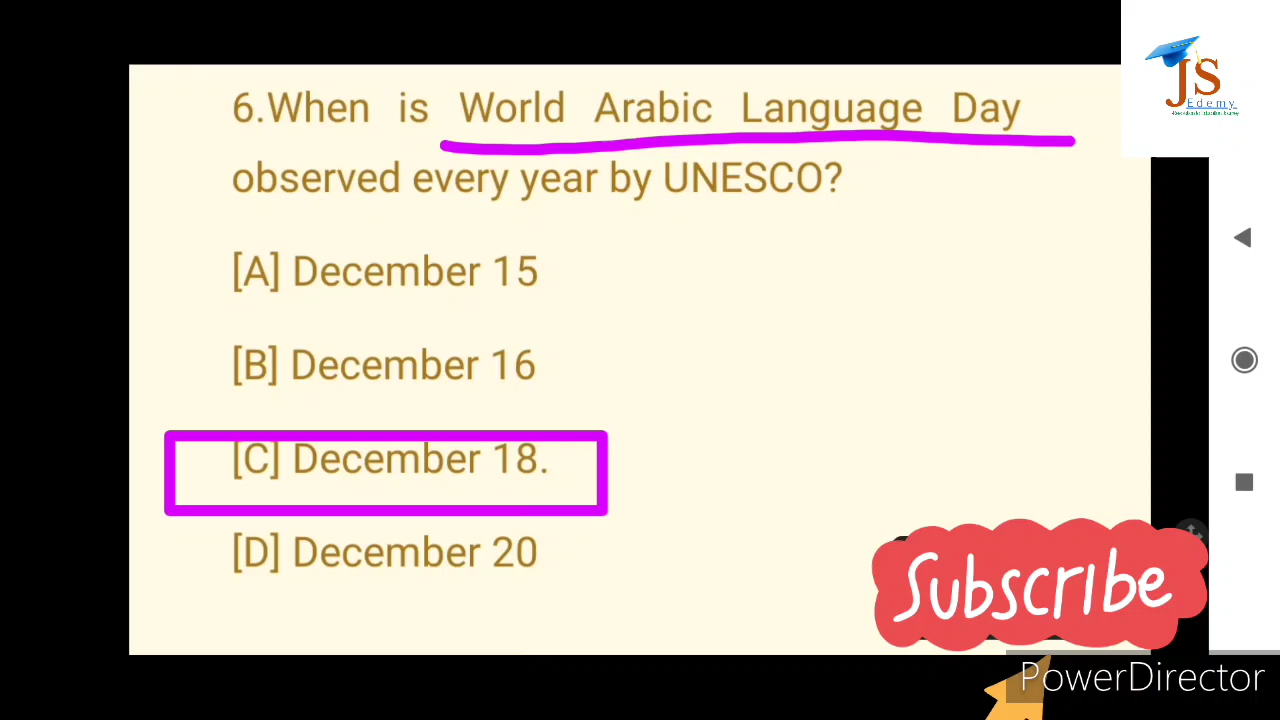 JS
Edemy
6.When is World Arabic Language Day
observed every year by UNESCO?
[A] December 15
[B] December 16
[C] December 18.
[D] December 20
Subscribe
PowerDirector